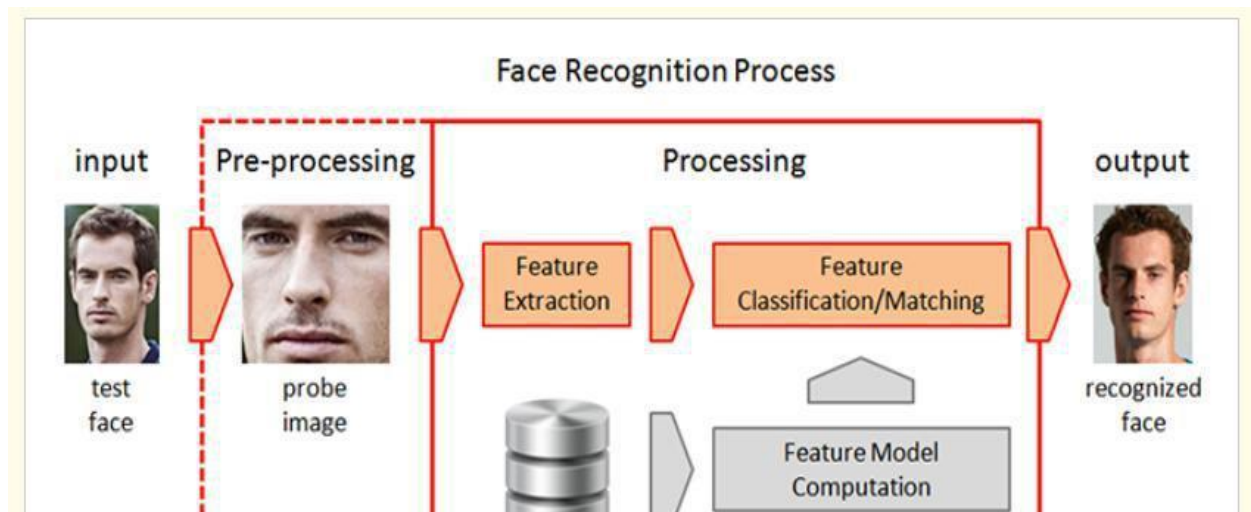 Face Recognition Process
input
Pre-processing
Processing
output
Feature
Extraction
Feature
Classification/Matching
test
face
probe
image
recognized
face
Feature Model
Computation